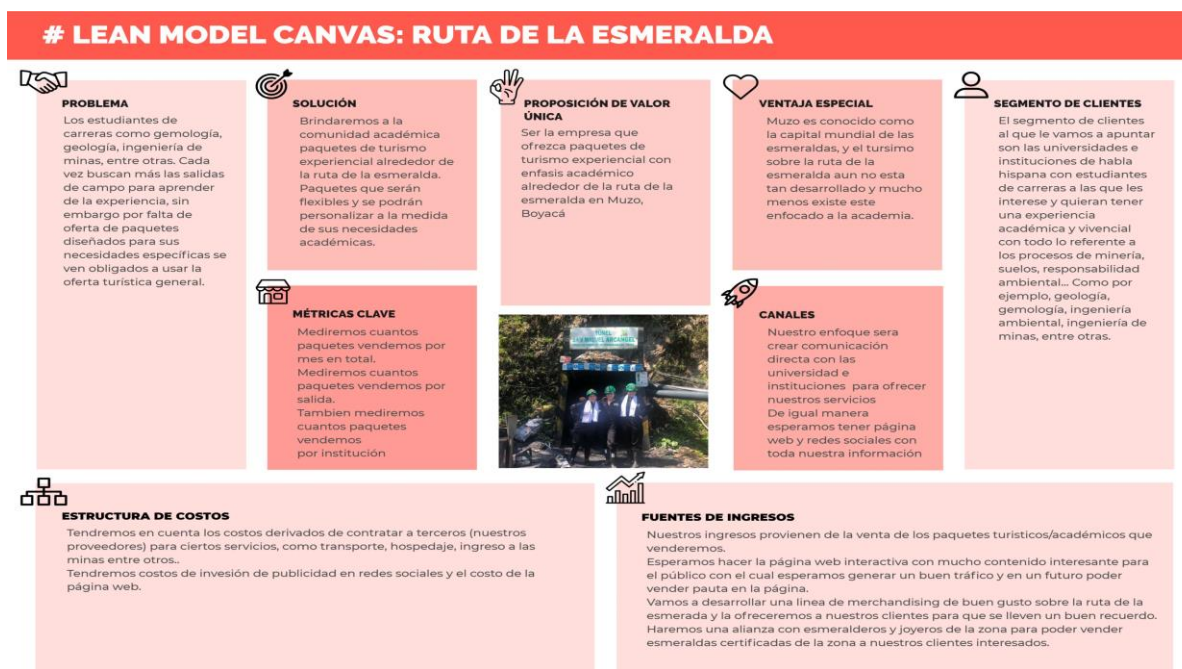 # LEAN MODEL CANVAS: RUTA DE LA ESMERALDA
PROBLEMA
Los estudiantes de
carreras como gemología,
geología, ingeniería de
minas, entre otras. Cada
vez buscan más las salidas
de campo para aprender
de la experiencia, sin
embargo por falta de
oferta de paquetes
diseñados para sus
necesidades específicas se
ven obligados a usar la
oferta turística general.
SOLUCIÓN
Brindaremos a la
comunidad académica
paquetes de turismo
experiencial alrededor de
la ruta de la esmeralda.
Paquetes que serán
flexibles y se podrán
personalizar a la medida
de sus necesidades
académicas.
MÉTRICAS CLAVE
Mediremos cuantos
paquetes vendemos por
mes en total.
Mediremos cuantos
paquetes vendemos por
salida.
Tambien mediremos
cuantos paquetes
vendemos
por institución
PROPOSICIÓN DE VALOR
ÚNICA
Ser la empresa que
ofrezca paquetes de
turismo experiencial con
enfasis académico
alrededor de la ruta de la
esmeralda en Muzo,
Boyacá
TÚNEL
SAN MIGUEL ARCANGEL
VENTAJA ESPECIAL
Muzo es conocido como
la capital mundial de las
esmeraldas, y el tursimo
sobre la ruta de la
esmeralda aun no esta
tan desarrollado y mucho
menos existe este
enfocado a la academia.
CANALES
Nuestro enfoque sera
crear comunicación
directa con las
universidad e
instituciones para ofrecer
nuestros servicios
De igual manera
esperamos tener página
web y redes sociales con
toda nuestra información
SEGMENTO DE CLIENTES
El segmento de clientes
al que le vamos a apuntar
son las universidades e
instituciones de habla
hispana con estudiantes
de carreras a las que les
interese y quieran tener
una experiencia
académica y vivencial
con todo lo referente a
los procesos de minería,
suelos, responsabilidad
ambiental... Como por
ejemplo, geología,
gemología, ingeniería
ambiental, ingeniería de
minas, entre otras.
ESTRUCTURA DE COSTOS
Tendremos en cuenta los costos derivados de contratar a terceros (nuestros
proveedores) para ciertos servicios, como transporte, hospedaje, ingreso a las
minas entre otros..
Tendremos costos de invesión de publicidad en redes sociales y el costo de la
página web.
FUENTES DE INGRESOS
Nuestros ingresos provienen de la venta de los paquetes turisticos/académicos que
venderemos.
Esperamos hacer la página web interactiva con mucho contenido interesante para
el público con el cual esperamos generar un buen tráfico y en un futuro poder
vender pauta en la página.
Vamos a desarrollar una linea de merchandising de buen gusto sobre la ruta de la
esmerada y la ofreceremos a nuestros clientes para que se lleven un buen recuerdo.
Haremos una alianza con esmeralderos y joyeros de la zona para poder vender
esmeraldas certificadas de la zona a nuestros clientes interesados.